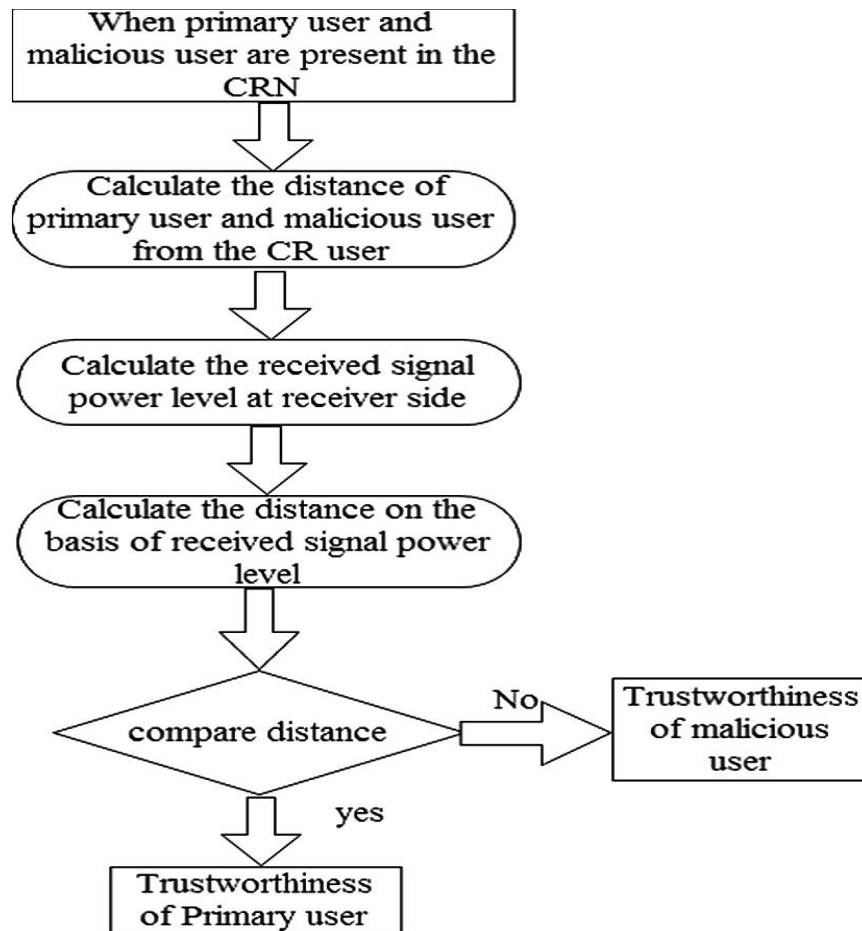 When primary user and
malicious user are present in the
CRN
Calculate the distance of
primary user and malicious user
from the CR user
Calculate the received signal
power level at receiver side
Calculate the distance on the
basis of received signal power
level
compare distance
No
Trustworthiness
of malicious
user
yes
Trustworthiness
of Primary user